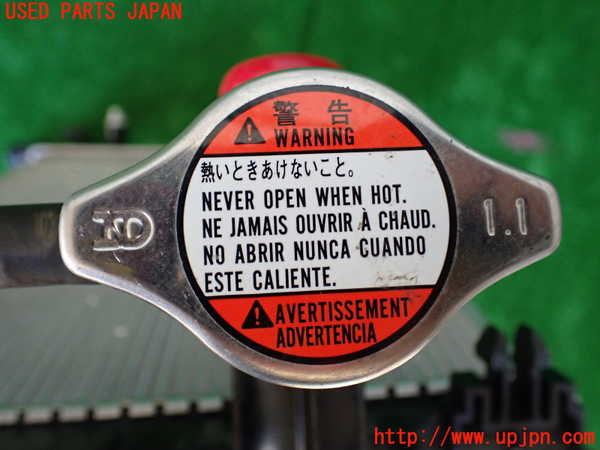 USED PARTS JAPAN
警告
WARNING
熱いときあけないこと。
NEVER OPEN WHEN HOT.
NE JAMAIS OUVRIR À CHAUD.
NO ABRIR NUNCA CUANDO
ESTE CALIENTE.
AVERTISSEMENT
ADVERTENCIA
ND
1.1
http://www.upjpn.com/